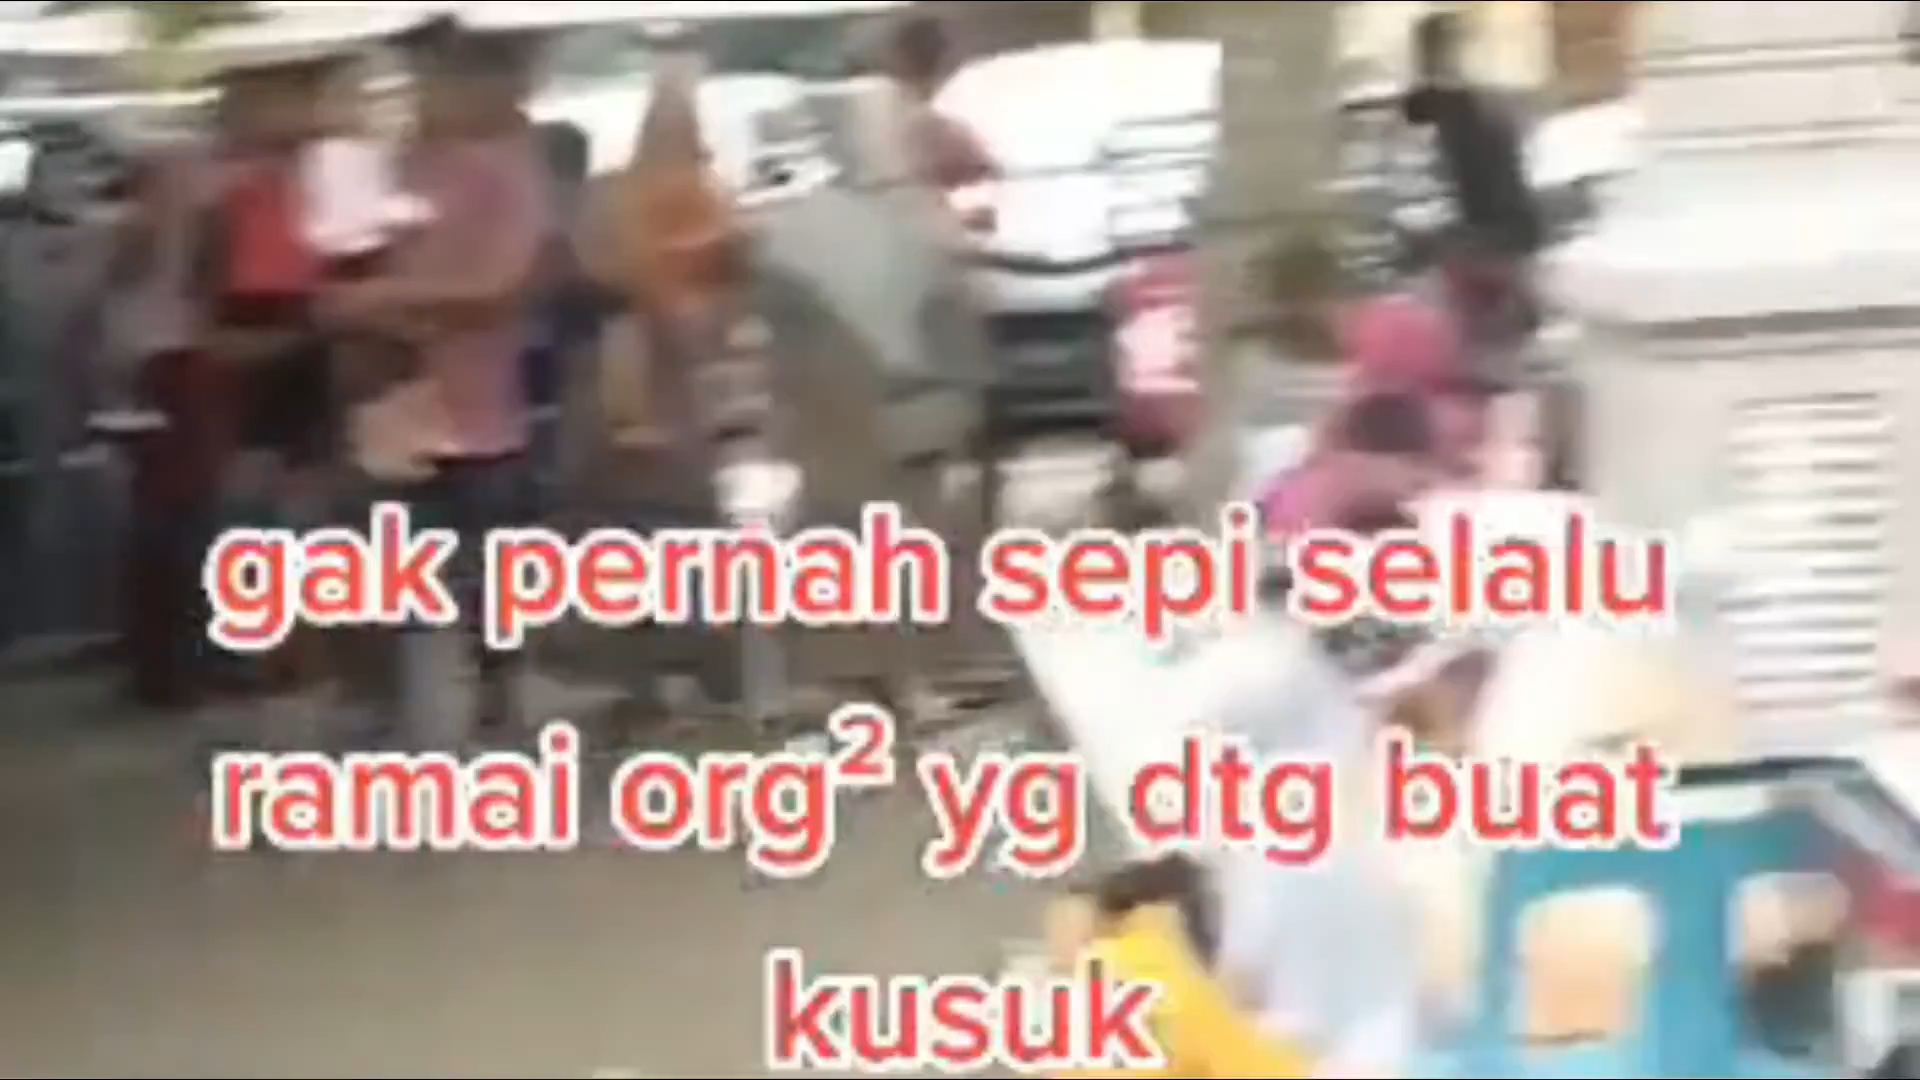 gak pernah sepi selalu
ramai org² yg dtg buat
kusuk